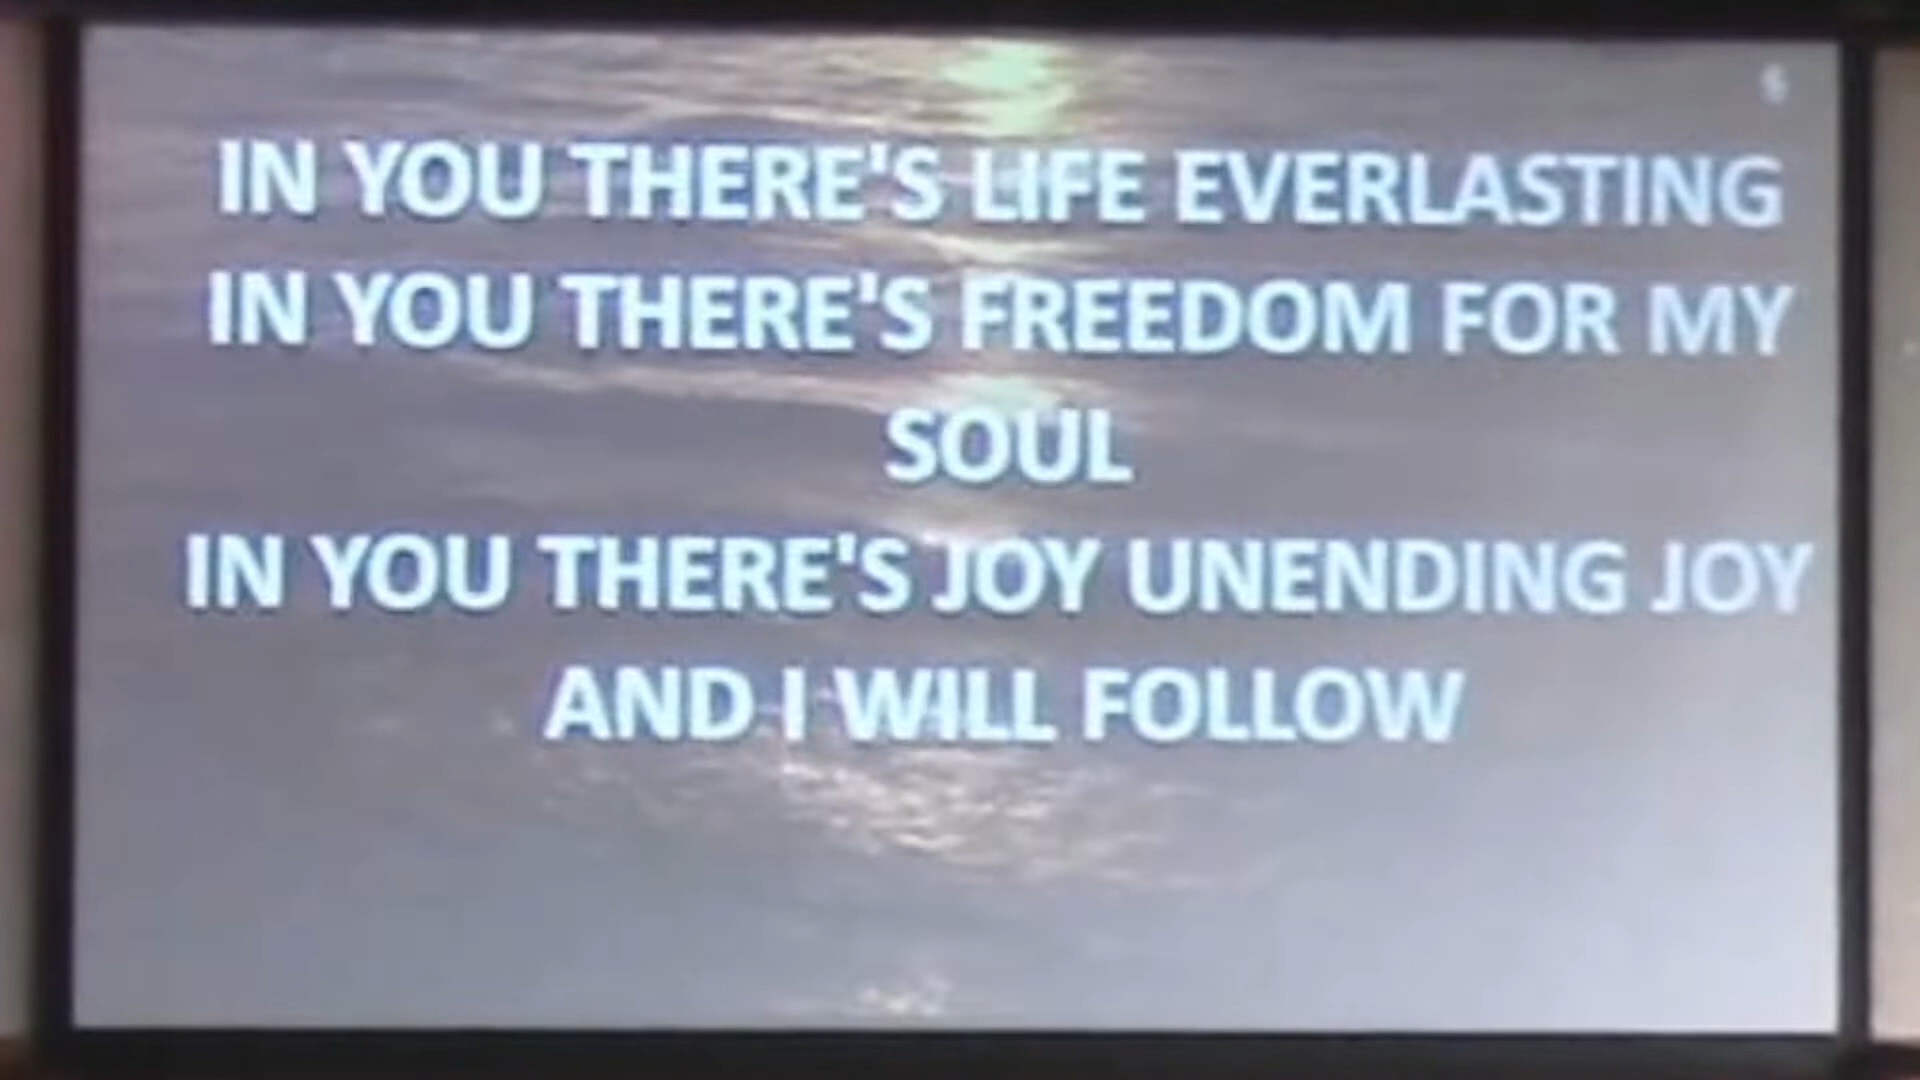 IN YOU THERE'S LIFE EVERLASTING
IN YOU THERE'S FREEDOM FOR MY
SOUL
IN YOU THERE'S JOY UNENDING JOY
AND I WILL FOLLOW